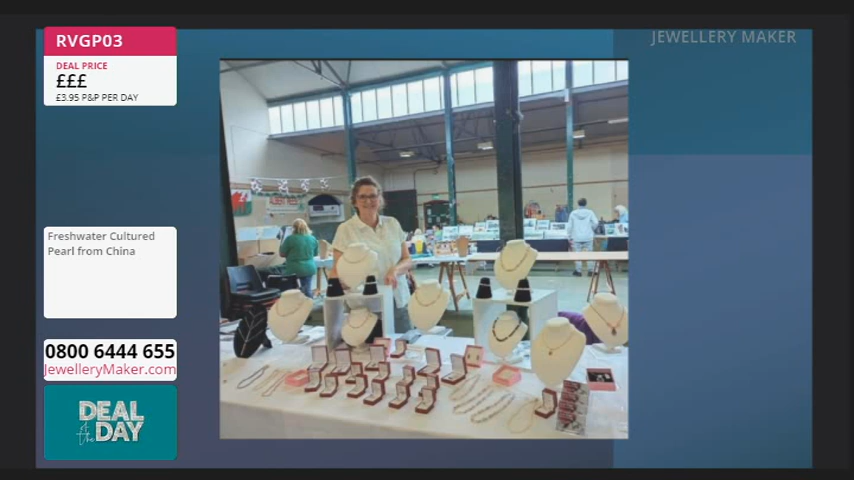 RVGP03
DEAL PRICE
£££
£3.95 P&P PER DAY
JEWELLERY MAKER
Freshwater Cultured
Pearl from China
0800 6444 655
JewelleryMaker.com
DEAL
of the
DAY